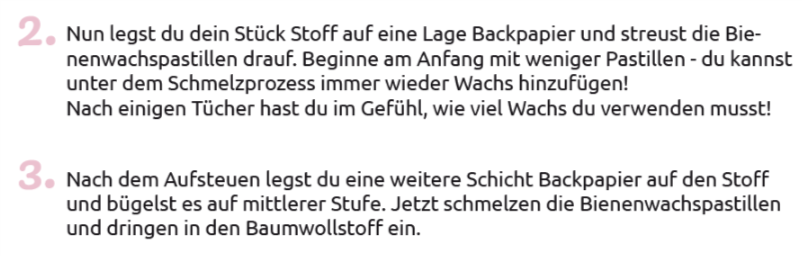 2. Nun legst du dein Stück Stoff auf eine Lage Backpapier und streust die Bie-
nenwachspastillen drauf. Beginne am Anfang mit weniger Pastillen - du kannst
unter dem Schmelzprozess immer wieder Wachs hinzufügen!
Nach einigen Tücher hast du im Gefühl, wie viel Wachs du verwenden musst!
3. Nach dem Aufsteuen legst du eine weitere Schicht Backpapier auf den Stoff
und bügelst es auf mittlerer Stufe. Jetzt schmelzen die Bienenwachspastillen
und dringen in den Baumwollstoff ein.